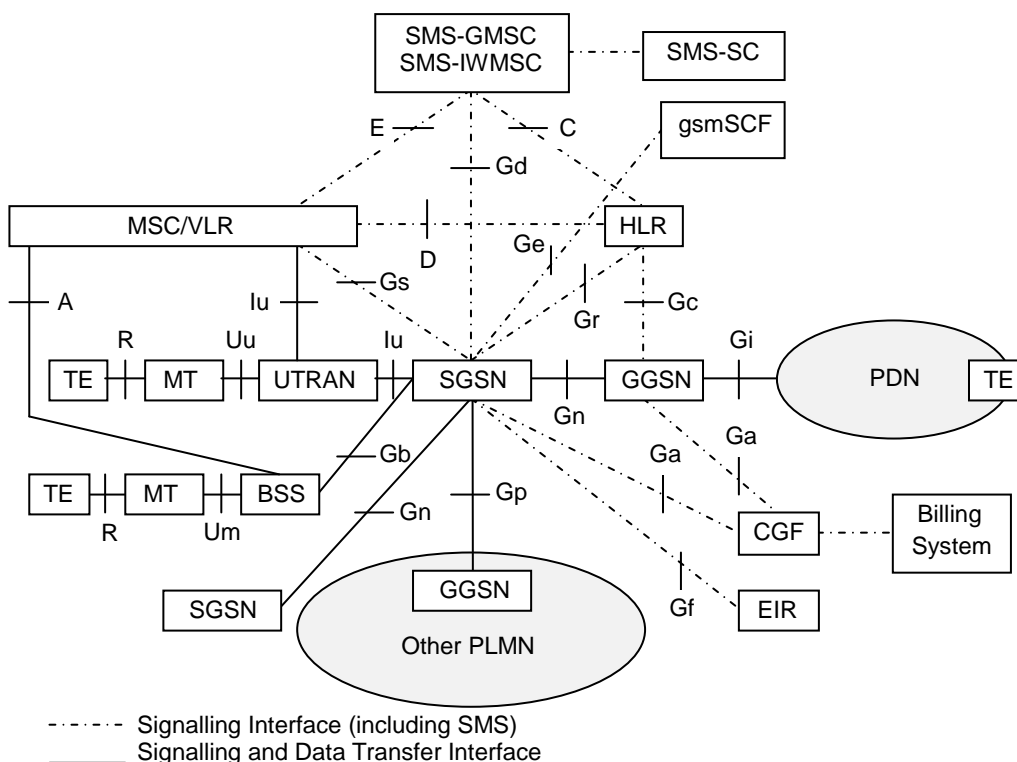 SMS-GMSC
SMS-IWMSC
SMS-SC
gsmSCF
E
C
Gd
MSC/VLR
HLR
D
Ge
Gs
A
Iu
Gr
Gc
R
Uu
Iu
Gi
TE
MT
UTRAN
SGSN
GGSN
PDN
TE
Gn
Gb
Ga
Ga
TE
MT
BSS
Gp
R
Um
Gn
CGF
Billing
System
SGSN
GGSN
Gf
EIR
Other PLMN
Signalling Interface (including SMS)
Signalling and Data Transfer Interface